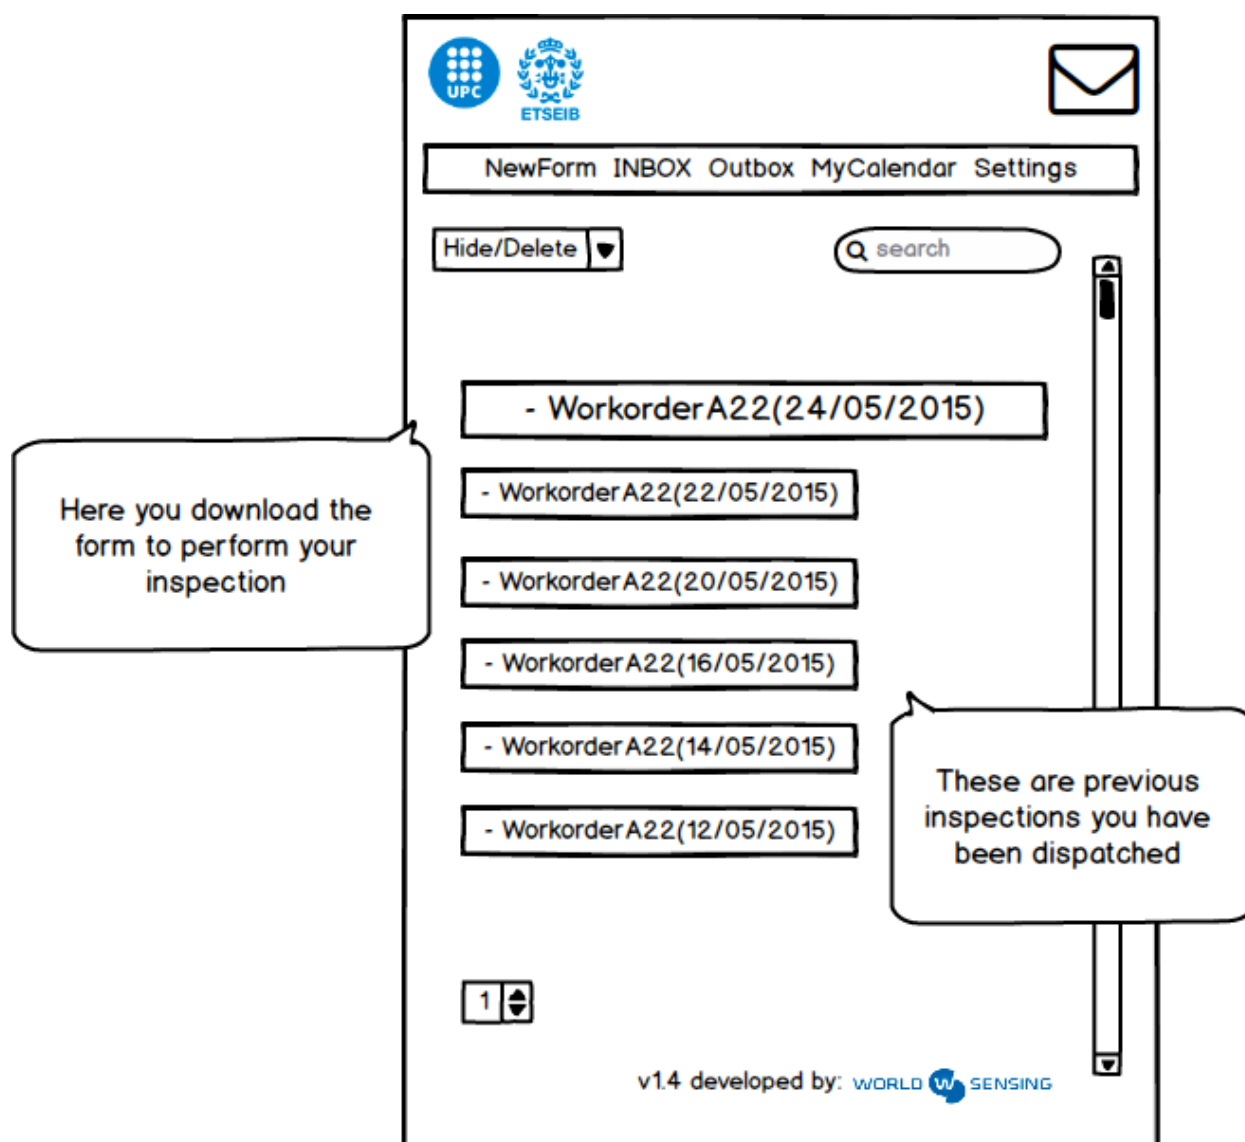 UPC
ETSEIB
NewForm INBOX Outbox MyCalendar Settings
Hide/Delete
search
- WorkorderA22(24/05/2015)
- WorkorderA22(22/05/2015)
Here you download the
form to perform your
inspection
- WorkorderA22(20/05/2015)
- WorkorderA22(16/05/2015)
- WorkorderA22(14/05/2015)
- WorkorderA22(12/05/2015)
These are previous
inspections you have
been dispatched
1
v1.4 developed by: WORLD W SENSING